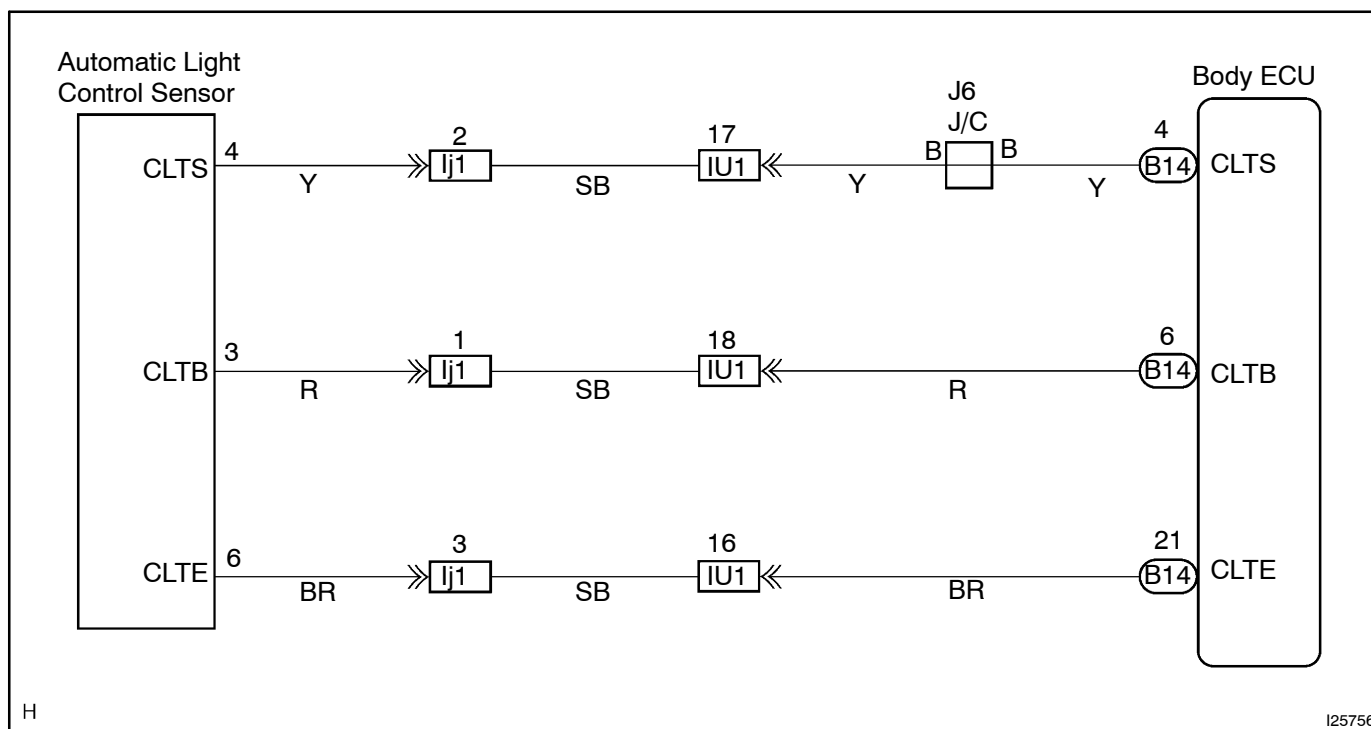 Automatic Light
Control Sensor
Body ECU
J6
J/C
CLTS
4
Y
2
Ij1
SB
17
IU1
Y
B
B
Y
4
B14
CLTS
CLTB
3
R
1
Ij1
SB
18
IU1
R
6
B14
CLTB
CLTE
6
BR
3
Ij1
SB
16
IU1
BR
21
B14
CLTE
H
I25756